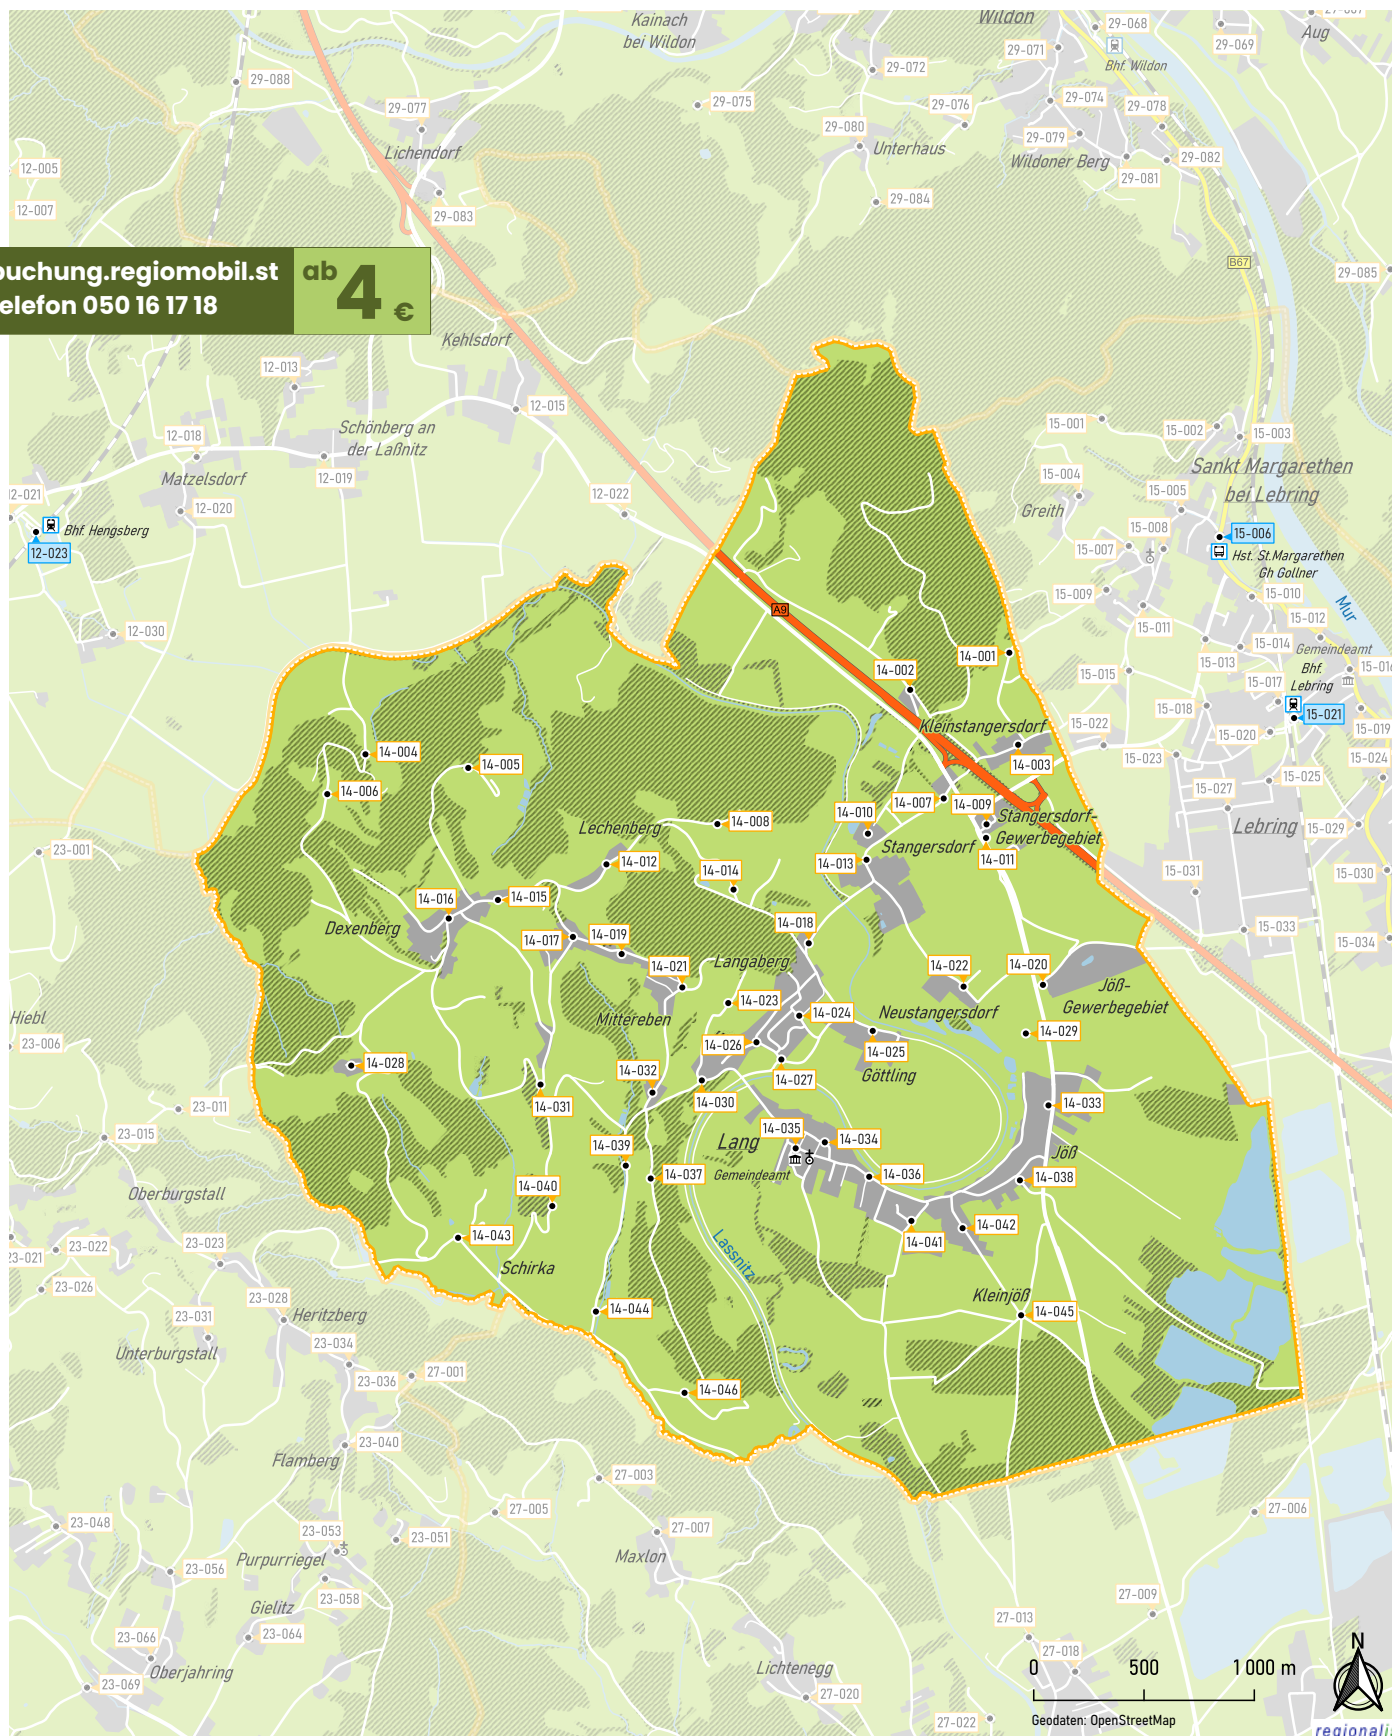 Kainach
bei Wildon
Wildon
29-068
29-069
Aug
29-071
Bhf. Wildon
29-088
29-072
29-077
29-075
29-076
29-074
29-078
Lichendorf
29-080
Unterhaus
29-079
Wildoner Berg
29-082
12-005
29-081
12-007
29-083
29-084
buchung.regiomobil.st
elefon 050 16 17 18
ab
4
€
B67
29-085
Kehlsdorf
12-013
12-015
Schönberg an
der Laßnitz
12-018
Matzelsdorf
12-019
12-021
12-020
12-022
Bhf. Hengsberg
12-023
12-030
15-001
15-002
15-003
Sankt Margarethen
bei Lebring
15-004
15-005
Greith
15-006
15-008
15-007
Hst. St.Margarethen
Gh Gollner
15-009
15-010
Mur
15-011
15-012
15-014
Gemeindeamt
15-013
Bhf.
Lebring
15-016
15-015
15-017
15-018
15-021
15-019
15-022
15-020
15-023
15-024
15-025
15-027
Lebring
15-029
15-031
15-030
15-033
15-034
A9
14-001
14-002
Kleinstangersdorf
14-003
14-004
14-005
14-006
14-007
14-009
14-010
14-008
Stangersdorf-
Gewerbegebiet
Lechenberg
Stangersdorf
14-011
14-012
14-013
14-014
14-015
14-016
Dexenberg
14-017
14-018
14-019
14-020
14-021
Langaberg
14-022
Jöß-
Gewerbegebiet
14-023
14-024
Neustangersdorf
Mittereben
14-026
14-025
14-029
14-027
Göttling
14-028
14-032
14-031
14-030
14-033
14-035
14-034
Lang
Gemeindeamt
Jöß
14-039
14-037
14-036
14-038
14-040
14-041
14-042
14-043
Schirka
Lassnitz
Kleinjöß
14-044
14-045
14-046
23-001
Hiebl
23-006
23-011
23-015
Oberburgstall
23-022
23-021
23-023
23-026
23-028
Heritzberg
23-031
Unterburgstall
23-034
23-036
27-001
23-040
Flamberg
27-003
27-005
27-006
27-007
23-048
23-053
23-051
Maxlon
Purpurriegel
23-056
23-058
Gielitz
23-064
23-066
Oberjahring
23-069
27-009
27-013
27-018
Lichtenegg
27-020
27-022
N
0 500 1 000 m
Geodaten: OpenStreetMap